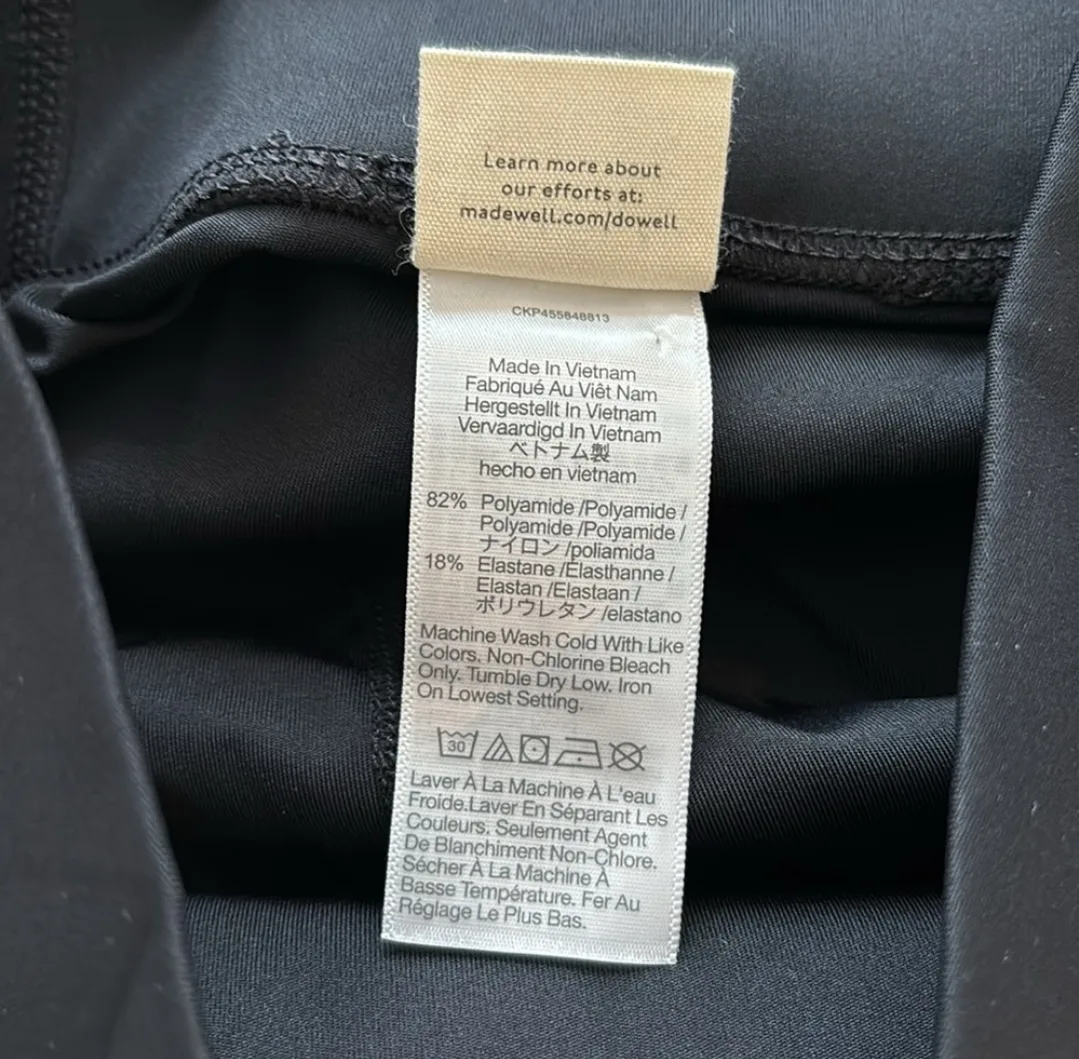 Learn more about
our efforts at:
madewell.com/dowell
CKP455848813
Made In Vietnam
Fabriqué Au Viêt Nam
Hergestellt In Vietnam
Vervaardigd In Vietnam
ベトナム製
hecho en vietnam
82% Polyamide /Polyamide /
Polyamide /Polyamide /
ナイロン /poliamida
18% Elastane /Élasthanne /
Elastan /Elastaan /
ポリウレタン /elastano
Machine Wash Cold With Like
Colors. Non-Chlorine Bleach
Only. Tumble Dry Low. Iron
On Lowest Setting.
30
Laver À La Machine À L'eau
Froide.Laver En Séparant Les
Couleurs. Seulement Agent
De Blanchiment Non-Chlore.
Sécher À La Machine À
Basse Température. Fer Au
Réglage Le Plus Bas.